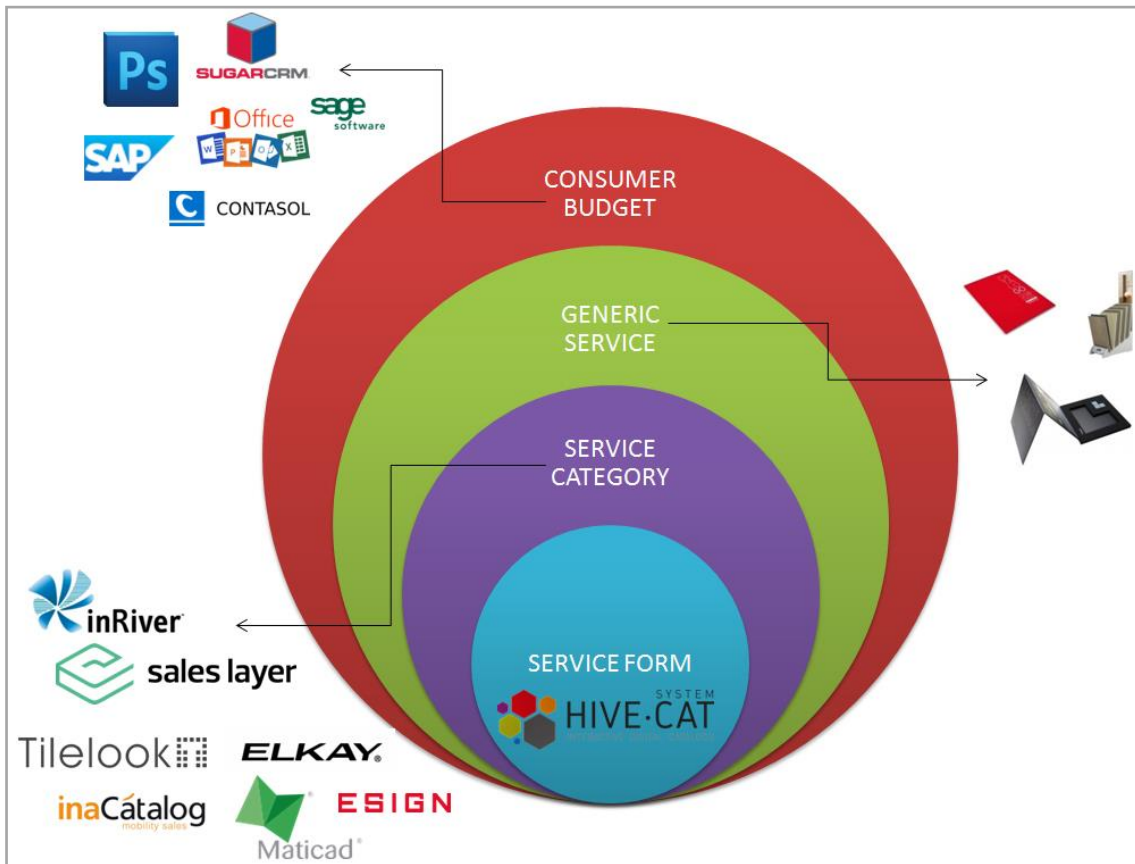 Ps
SUGARCRM
Office
sage
software
SAP
C CONTASOL
CONSUMER
BUDGET
GENERIC
SERVICE
SERVICE
CATEGORY
inRiver
sales layer
SERVICE FORM
SYSTEM
HIVE·CAT
Tilelook
ELKAY®
inaCátalog
mobility sales
ESIGN
Maticad®